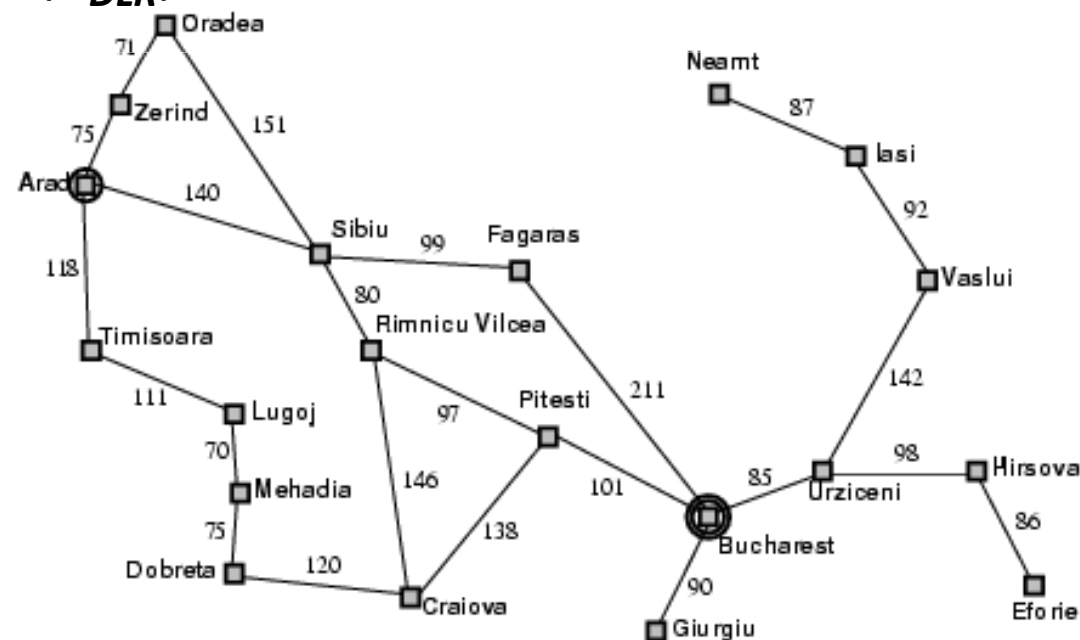 Oradea
71
Neamt
Zerind
87
75
151
Iasi
Arad
140
92
Sibiu
99
Fagaras
118
80
Vaslui
Timisoara
Rimnicu Vilcea
142
111
Lugoj
97
Pitesti
211
70
98
Hirsova
Mehadia
146
101
85
Urziceni
75
138
86
Dobreta
120
Bucharest
90
Craiova
Eforie
Giurgiu